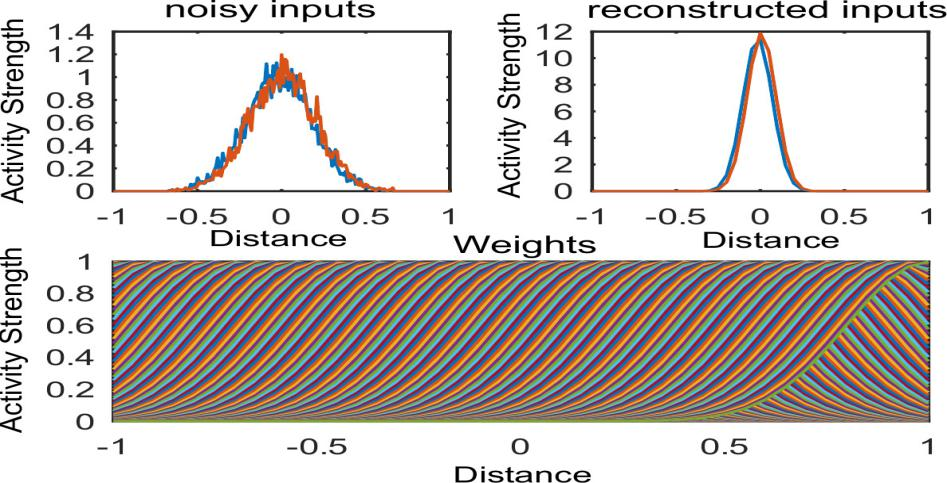 noisy inputs
Activity Strength
1.4
1.2
1
0.8
0.6
0.4
0.2
0
-1 -0.5 0 0.5 1
Distance
reconstructed inputs
Activity Strength
12
10
8
6
4
2
0
-1 -0.5 0 0.5 1
Distance
Weights
Activity Strength
1
0.8
0.6
0.4
0.2
0
-1 -0.5 0 0.5 1
Distance